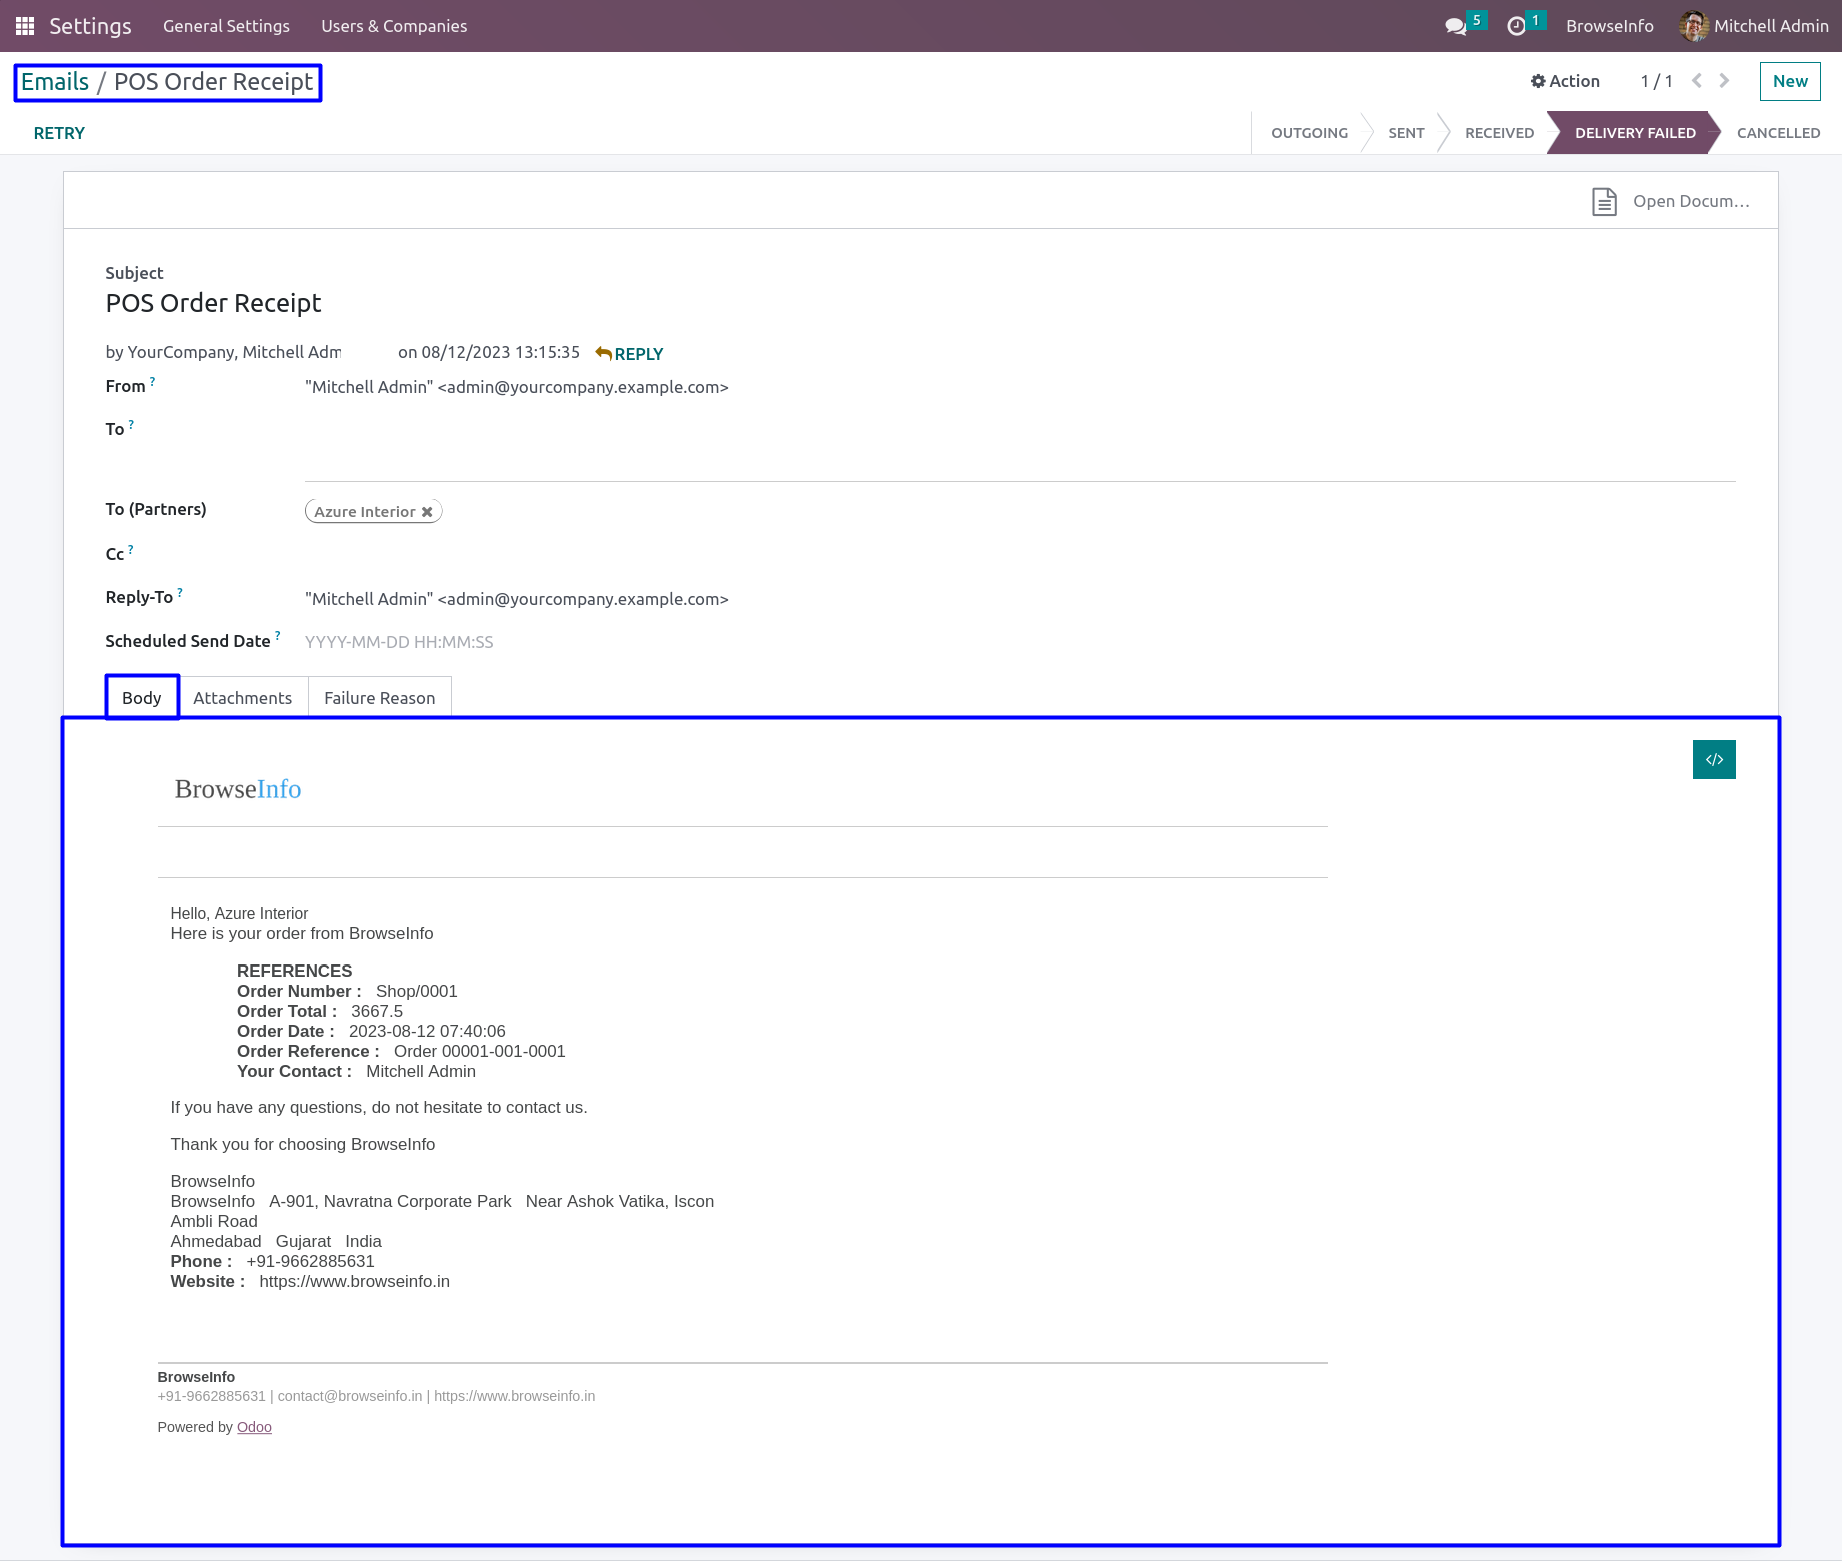 Settings General Settings Users & Companies 5 1 BrowseInfo Mitchell Admin
Emails / POS Order Receipt Action 1 / 1 New
RETRY OUTGOING SENT RECEIVED DELIVERY FAILED CANCELLED
Open Docum...
Subject
POS Order Receipt
by YourCompany, Mitchell Adm on 08/12/2023 13:15:35 REPLY
From ? "Mitchell Admin" <admin@yourcompany.example.com>
To ?
To (Partners) Azure Interior ✖
Cc ?
Reply-To ? "Mitchell Admin" <admin@yourcompany.example.com>
Scheduled Send Date ? YYYY-MM-DD HH:MM:SS
Body Attachments Failure Reason
</>
BrowseInfo
Hello, Azure Interior
Here is your order from BrowseInfo
REFERENCES
Order Number : Shop/0001
Order Total : 3667.5
Order Date : 2023-08-12 07:40:06
Order Reference : Order 00001-001-0001
Your Contact : Mitchell Admin
If you have any questions, do not hesitate to contact us.
Thank you for choosing BrowseInfo
BrowseInfo
BrowseInfo A-901, Navratna Corporate Park Near Ashok Vatika, Iscon
Ambli Road
Ahmedabad Gujarat India
Phone : +91-9662885631
Website : https://www.browseinfo.in
BrowseInfo
+91-9662885631 | contact@browseinfo.in | https://www.browseinfo.in
Powered by Odoo